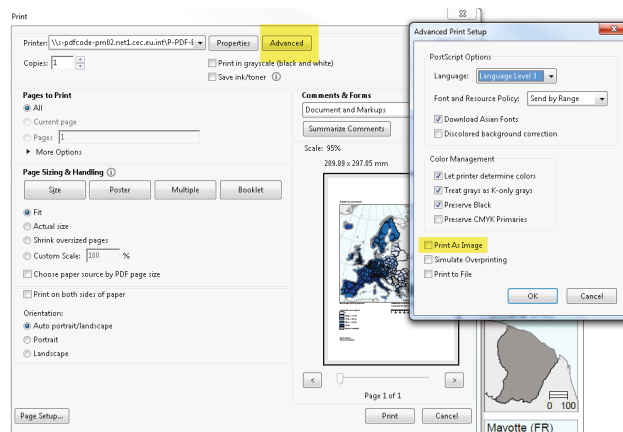 Print
Printer: \\s-pdfcode-prn02.net1.cec.eu.int\P-PDF-E
Properties
Advanced
Copies: 1
Print in grayscale (black and white)
Save ink/toner
Pages to Print
All
Current page
Pages 1
More Options
Page Sizing & Handling
Size
Poster
Multiple
Booklet
Fit
Actual size
Shrink oversized pages
Custom Scale: 100 %
Choose paper source by PDF page size
Print on both sides of paper
Orientation:
Auto portrait/landscape
Portrait
Landscape
Comments & Forms
Document and Markups
Summarize Comments
Scale: 95%
209.89 x 297.05 mm
<
>
Page 1 of 1
Page Setup...
Print
Cancel
Advanced Print Setup
PostScript Options
Language: Language Level 3
Font and Resource Policy: Send by Range
Download Asian Fonts
Discolored background correction
Color Management
Let printer determine colors
Treat grays as K-only grays
Preserve Black
Preserve CMYK Primaries
Print As Image
Simulate Overprinting
Print to File
OK
Cancel
0 100
Mayotte (FR)